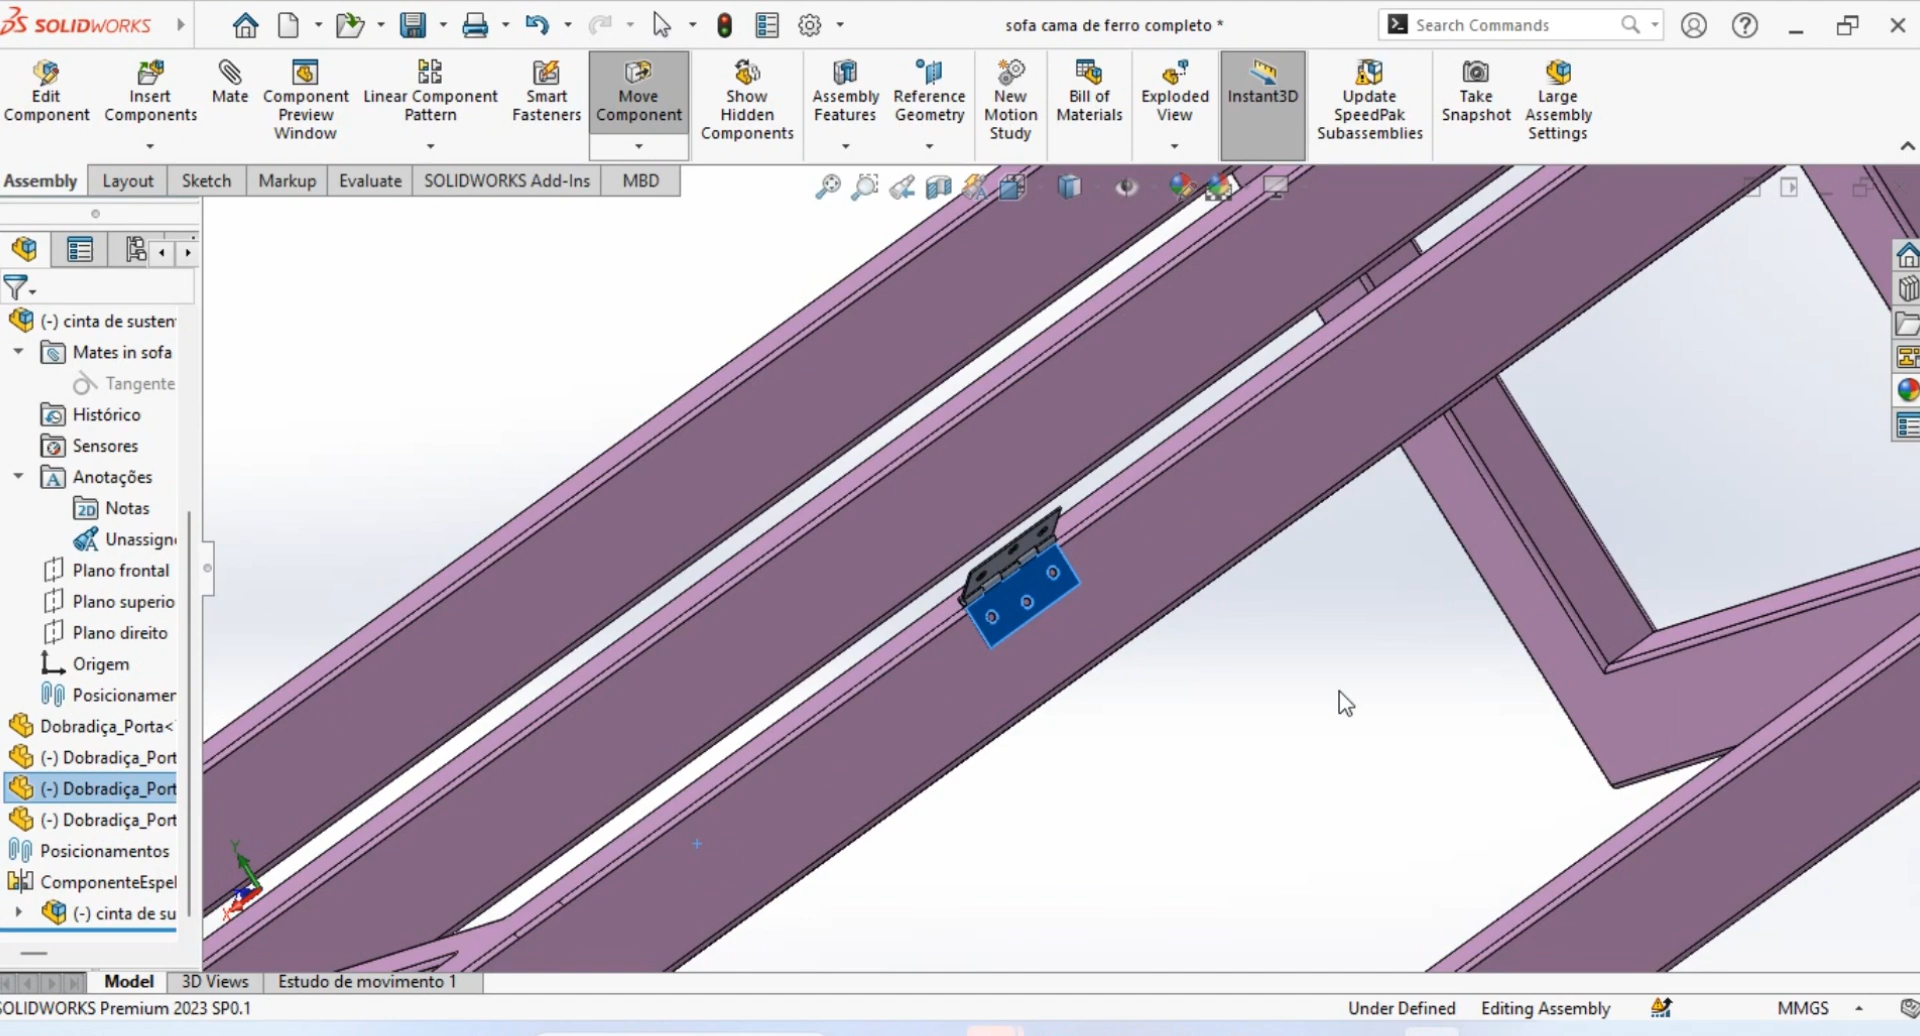 SOLIDWORKS
sofa cama de ferro completo *
Search Commands
Edit Component
Insert Components
Mate
Component Preview Window
Linear Component Pattern
Smart Fasteners
Move Component
Show Hidden Components
Assembly Features
Reference Geometry
New Motion Study
Bill of Materials
Exploded View
Instant3D
Update SpeedPak Subassemblies
Take Snapshot
Large Assembly Settings
Assembly
Layout
Sketch
Markup
Evaluate
SOLIDWORKS Add-Ins
MBD
(-) cinta de susten
Mates in sofa
Tangente
Histórico
Sensores
A Anotações
2D Notas
Unassign
Plano frontal
Plano superio
Plano direito
Origem
Posicionamer
Dobradiça_Porta<
(-) Dobradiça_Port
(-) Dobradiça_Port
(-) Dobradiça_Port
Posicionamentos
ComponenteEspel
(-) cinta de su
Y
X
Model
3D Views
Estudo de movimento 1
SOLIDWORKS Premium 2023 SP0.1
Under Defined
Editing Assembly
MMGS